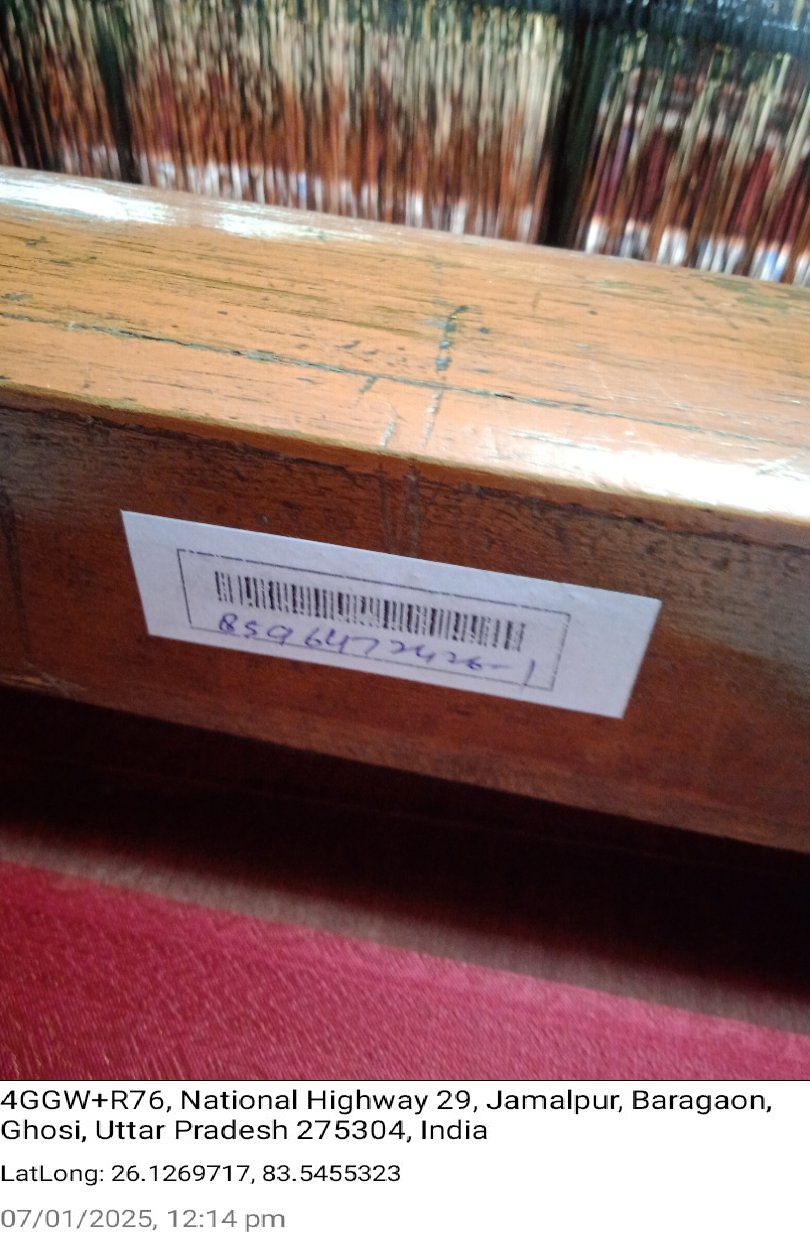 8596472426-1
4GGW+R76, National Highway 29, Jamalpur, Baragaon,
Ghosi, Uttar Pradesh 275304, India
LatLong: 26.1269717, 83.5455323
07/01/2025, 12:14 pm